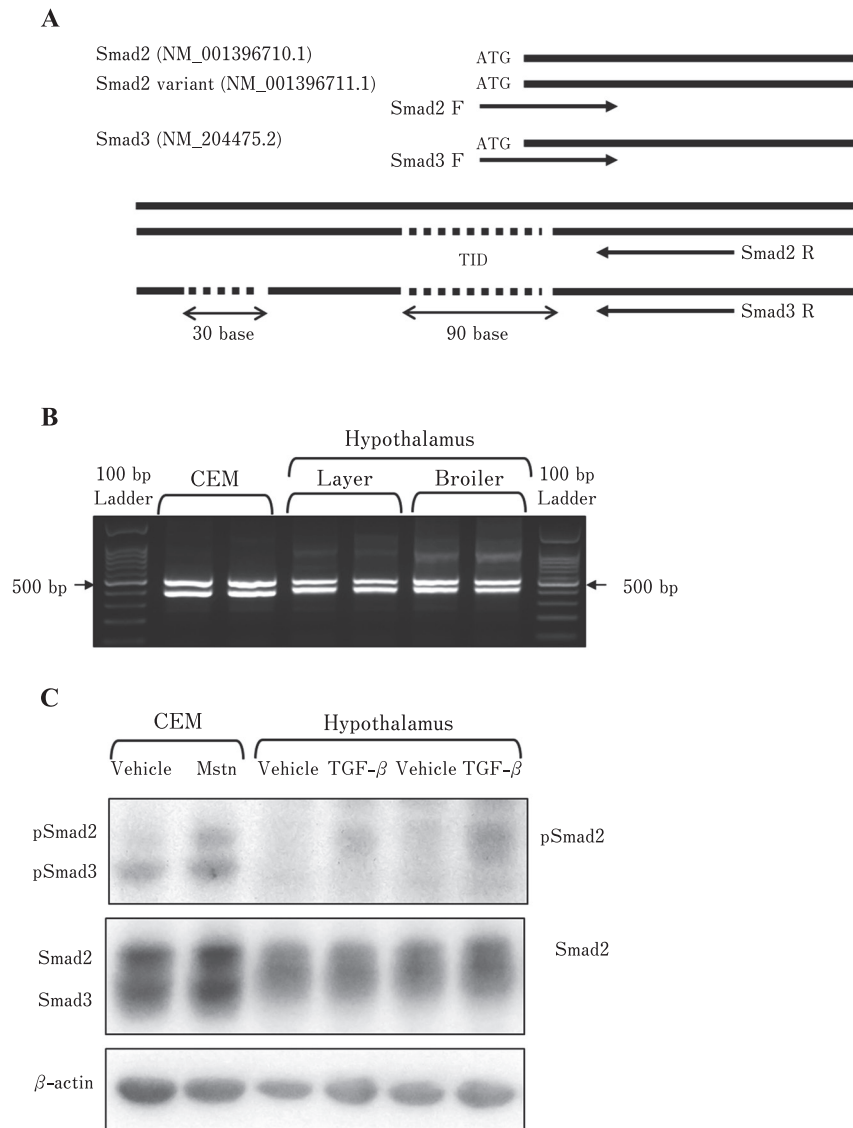 A
Smad2 (NM_001396710.1) ATG
Smad2 variant (NM_001396711.1) ATG
Smad2 F
Smad3 (NM_204475.2) ATG
Smad3 F
TID
Smad2 R
Smad3 R
30 base 90 base
B
Hypothalamus
100 bp Ladder CEM Layer Broiler 100 bp Ladder
500 bp 500 bp
C
CEM Hypothalamus
Vehicle Mstn Vehicle TGF-β Vehicle TGF-β
pSmad2 pSmad2
pSmad3
Smad2 Smad2
Smad3
β-actin